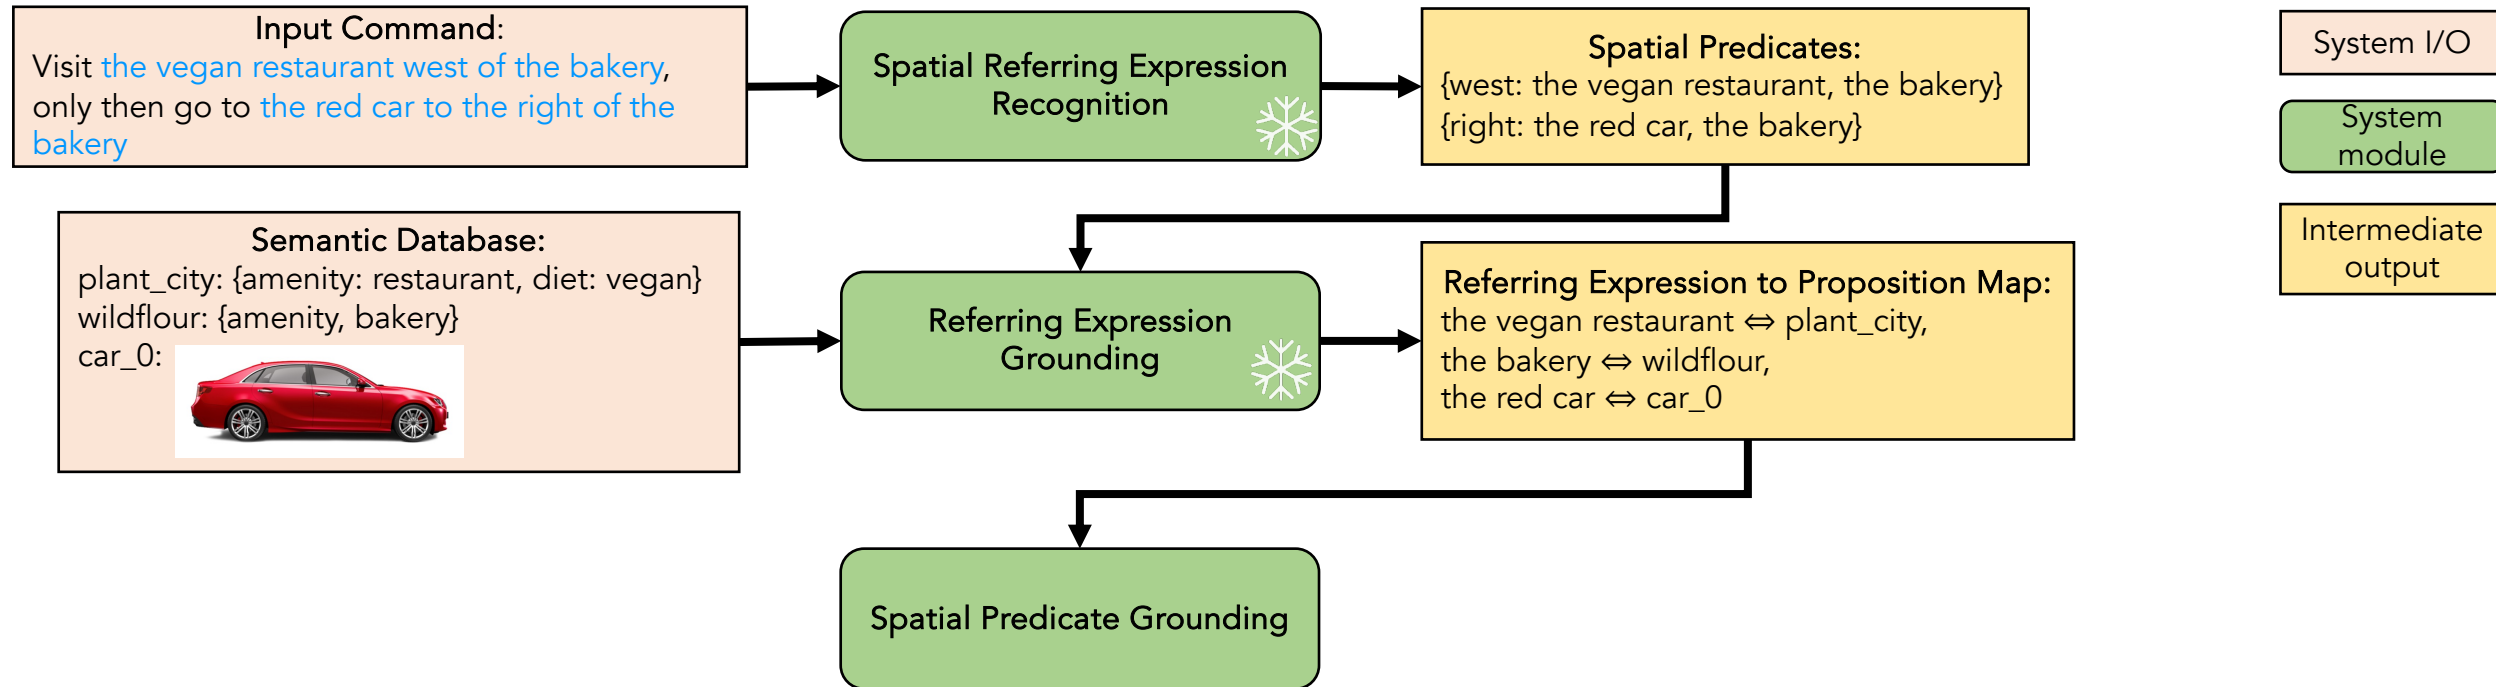 Input Command:
Visit the vegan restaurant west of the bakery,
only then go to the red car to the right of the
bakery
Spatial Referring Expression
Recognition
Spatial Predicates:
{west: the vegan restaurant, the bakery}
{right: the red car, the bakery}
System I/O
System
module
Intermediate
output
Semantic Database:
plant_city: {amenity: restaurant, diet: vegan}
wildflour: {amenity, bakery}
car_0:
Referring Expression
Grounding
Referring Expression to Proposition Map:
the vegan restaurant ⇔ plant_city,
the bakery ⇔ wildflour,
the red car ⇔ car_0
Spatial Predicate Grounding